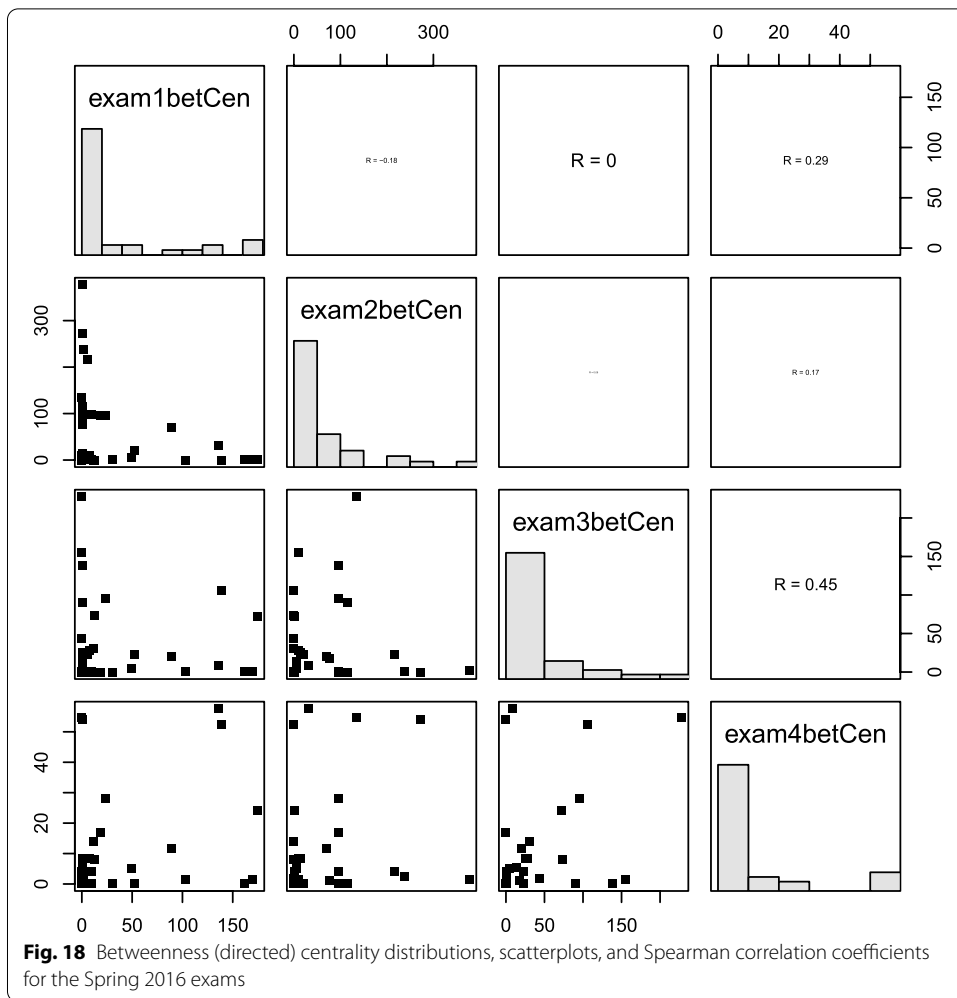 0 100 300 0 20 40
exam1betCen
R = −0.18
R = 0
R = 0.29
0 50 100 150
0 100 300
exam2betCen
R = 0.17
exam3betCen
R = 0.45
0 50 150
0 20 40
exam4betCen
0 50 150 0 50 150
Fig. 18 Betweenness (directed) centrality distributions, scatterplots, and Spearman correlation coefficients
for the Spring 2016 exams